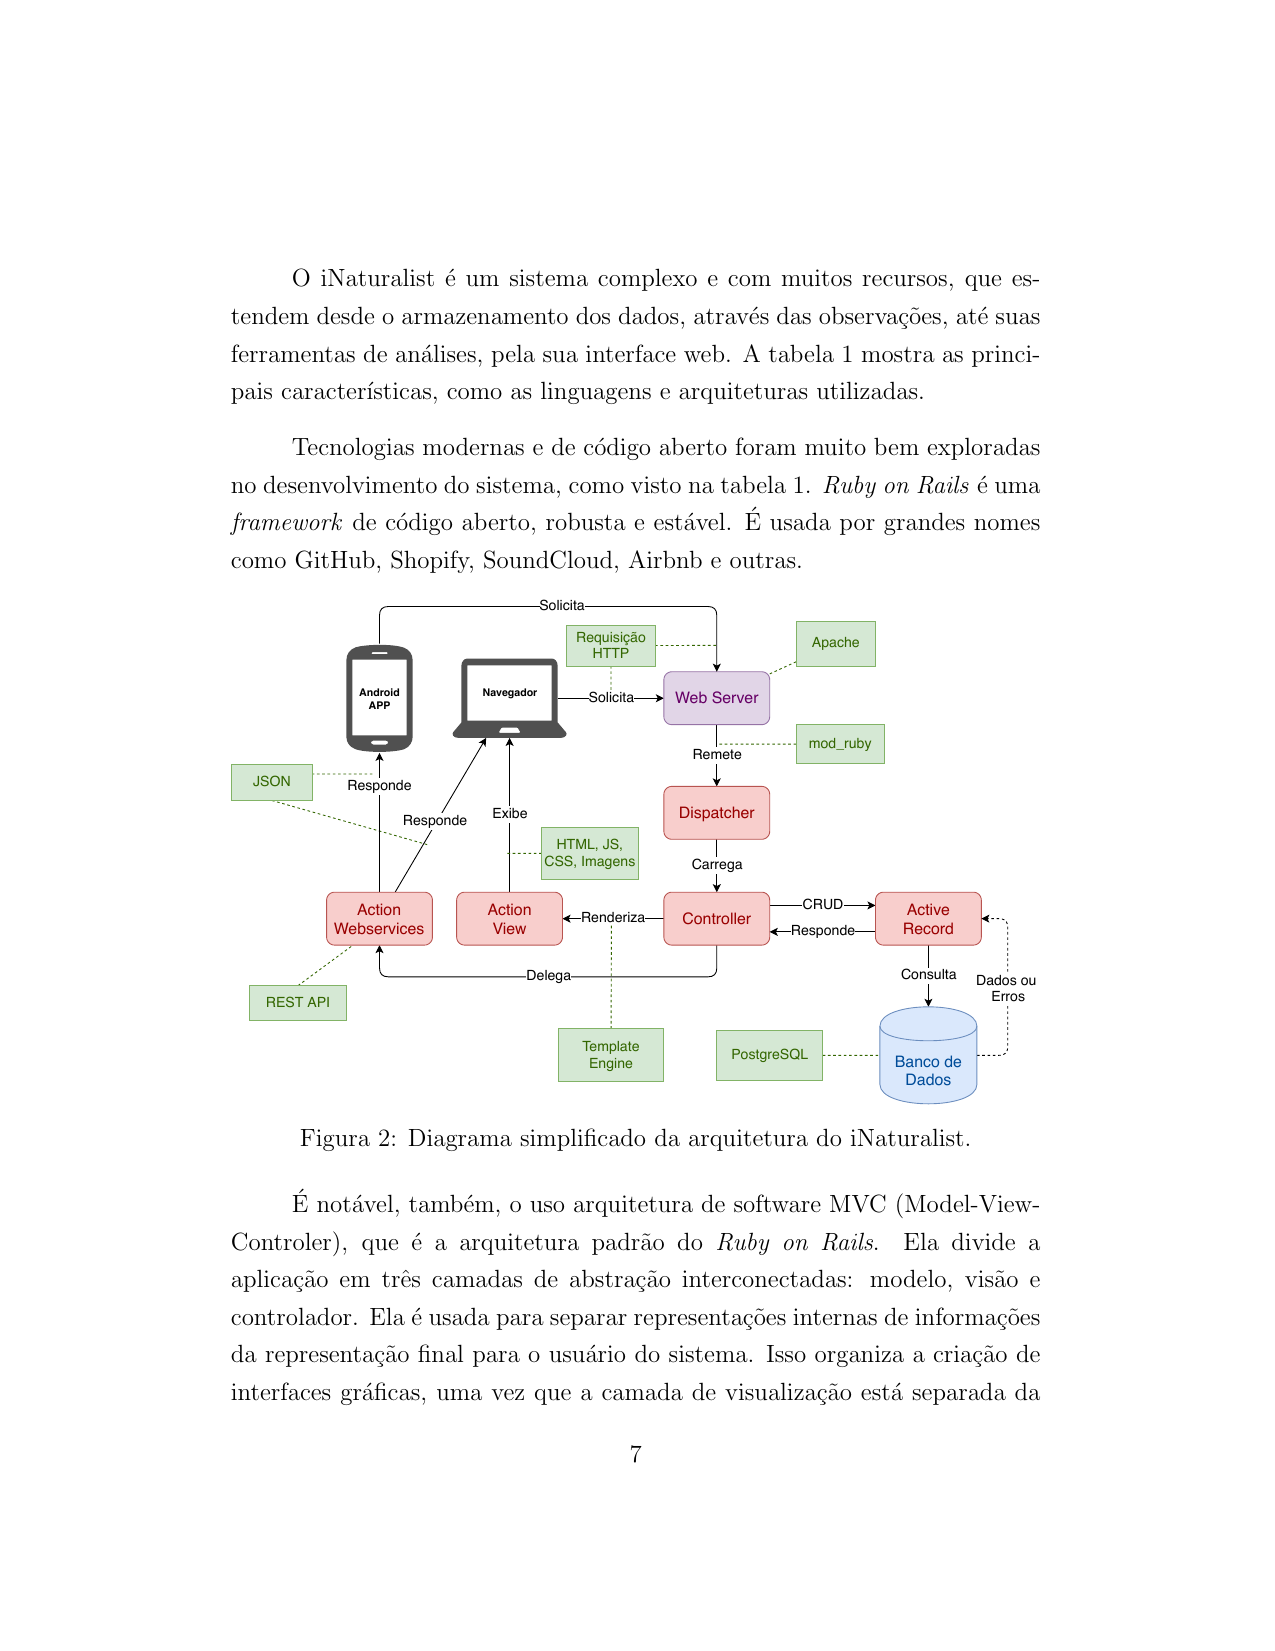 O iNaturalist é um sistema complexo e com muitos recursos, que es-
tendem desde o armazenamento dos dados, através das observações, até suas
ferramentas de análises, pela sua interface web. A tabela 1 mostra as princi-
pais características, como as linguagens e arquiteturas utilizadas.
Tecnologias modernas e de código aberto foram muito bem exploradas
no desenvolvimento do sistema, como visto na tabela 1. Ruby on Rails é uma
framework de código aberto, robusta e estável. É usada por grandes nomes
como GitHub, Shopify, SoundCloud, Airbnb e outras.
Solicita
Requisição
HTTP
Apache
Android
APP
Navegador
Solicita
Web Server
mod_ruby
Remete
JSON
Responde
Dispatcher
Responde
Exibe
HTML, JS,
CSS, Imagens
Carrega
Action
Webservices
Action
View
Renderiza
Controller
CRUD
Responde
Active
Record
Delega
Consulta
Dados ou
Erros
REST API
Template
Engine
PostgreSQL
Banco de
Dados
Figura 2: Diagrama simplificado da arquitetura do iNaturalist.
É notável, também, o uso arquitetura de software MVC (Model-View-
Controler), que é a arquitetura padrão do Ruby on Rails. Ela divide a
aplicação em três camadas de abstração interconectadas: modelo, visão e
controlador. Ela é usada para separar representações internas de informações
da representação final para o usuário do sistema. Isso organiza a criação de
interfaces gráficas, uma vez que a camada de visualização está separada da
7